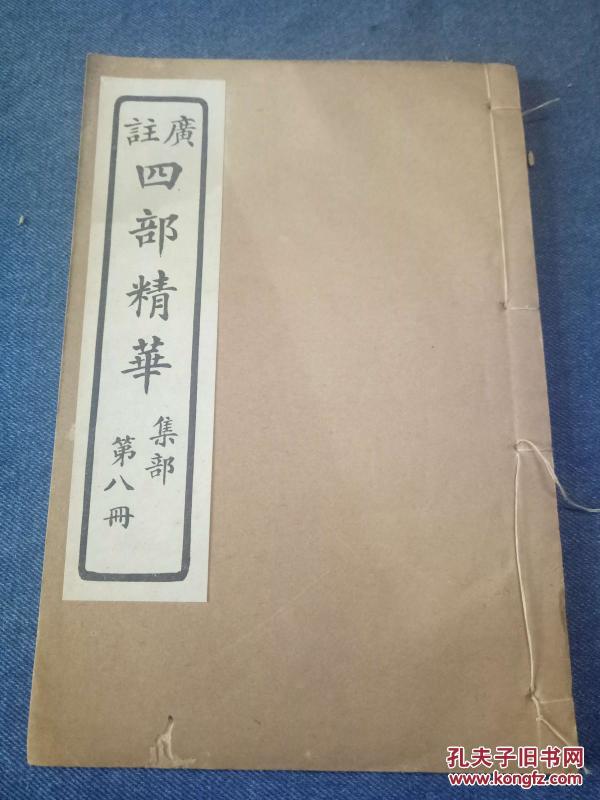 廣註
四部精華
集部
第八冊
孔夫子旧书网
www.kongfz.com